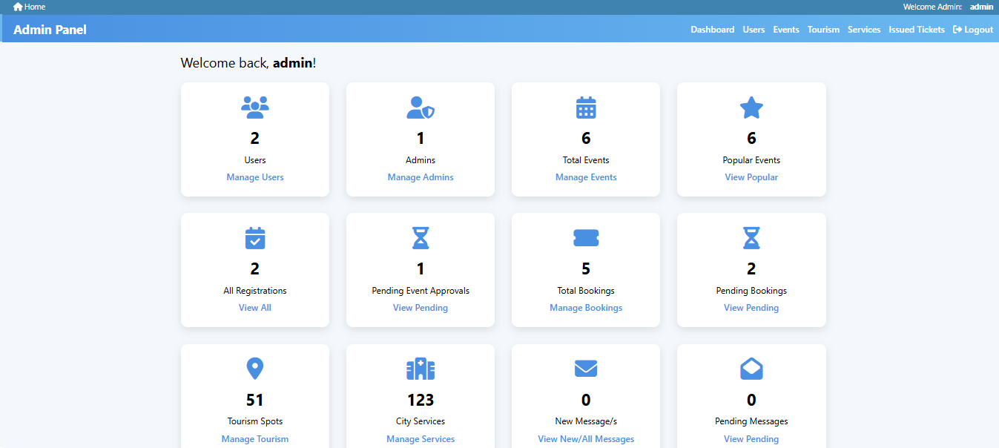 Home Welcome Admin: admin
Admin Panel Dashboard Users Events Tourism Services Issued Tickets Logout
Welcome back, admin!
2 1 6 6
Users Admins Total Events Popular Events
Manage Users Manage Admins Manage Events View Popular
2 1 5 2
All Registrations Pending Event Approvals Total Bookings Pending Bookings
View All View Pending Manage Bookings View Pending
51 123 0 0
Tourism Spots City Services New Message/s Pending Messages
Manage Tourism Manage Services View New/All Messages View Pending